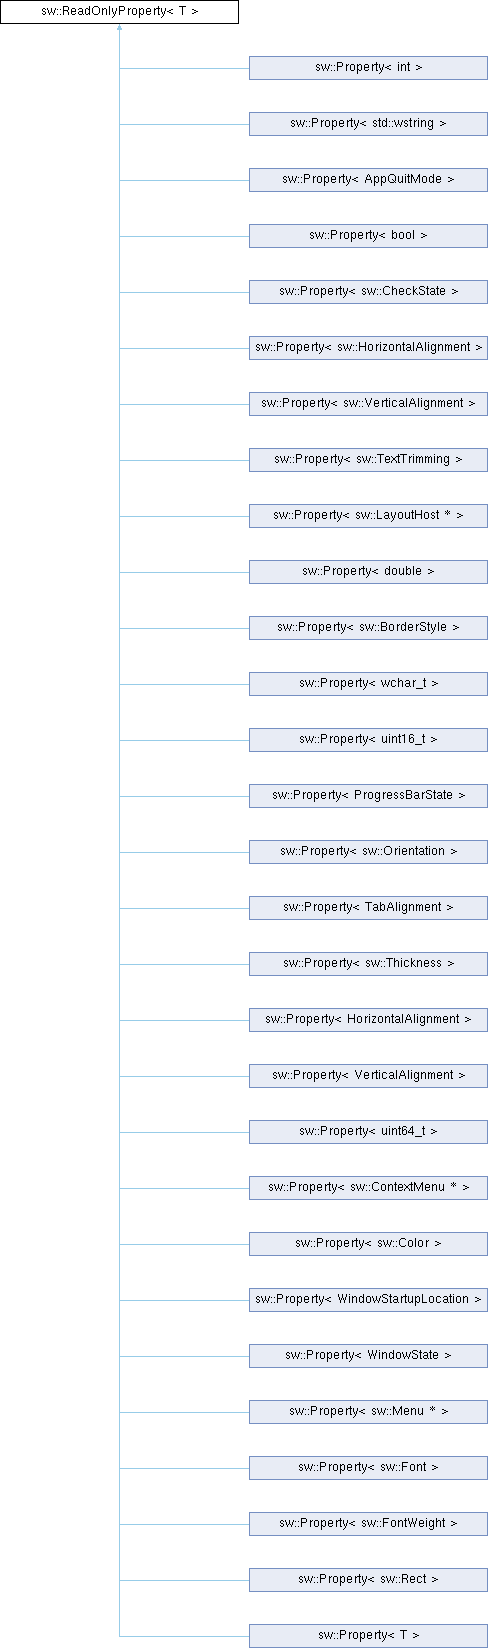 sw::ReadOnlyProperty< T >
sw::Property< int >
sw::Property< std::wstring >
sw::Property< AppQuitMode >
sw::Property< bool >
sw::Property< sw::CheckState >
sw::Property< sw::HorizontalAlignment >
sw::Property< sw::VerticalAlignment >
sw::Property< sw::TextTrimming >
sw::Property< sw::LayoutHost * >
sw::Property< double >
sw::Property< sw::BorderStyle >
sw::Property< wchar_t >
sw::Property< uint16_t >
sw::Property< ProgressBarState >
sw::Property< sw::Orientation >
sw::Property< TabAlignment >
sw::Property< sw::Thickness >
sw::Property< HorizontalAlignment >
sw::Property< VerticalAlignment >
sw::Property< uint64_t >
sw::Property< sw::ContextMenu * >
sw::Property< sw::Color >
sw::Property< WindowStartupLocation >
sw::Property< WindowState >
sw::Property< sw::Menu * >
sw::Property< sw::Font >
sw::Property< sw::FontWeight >
sw::Property< sw::Rect >
sw::Property< T >